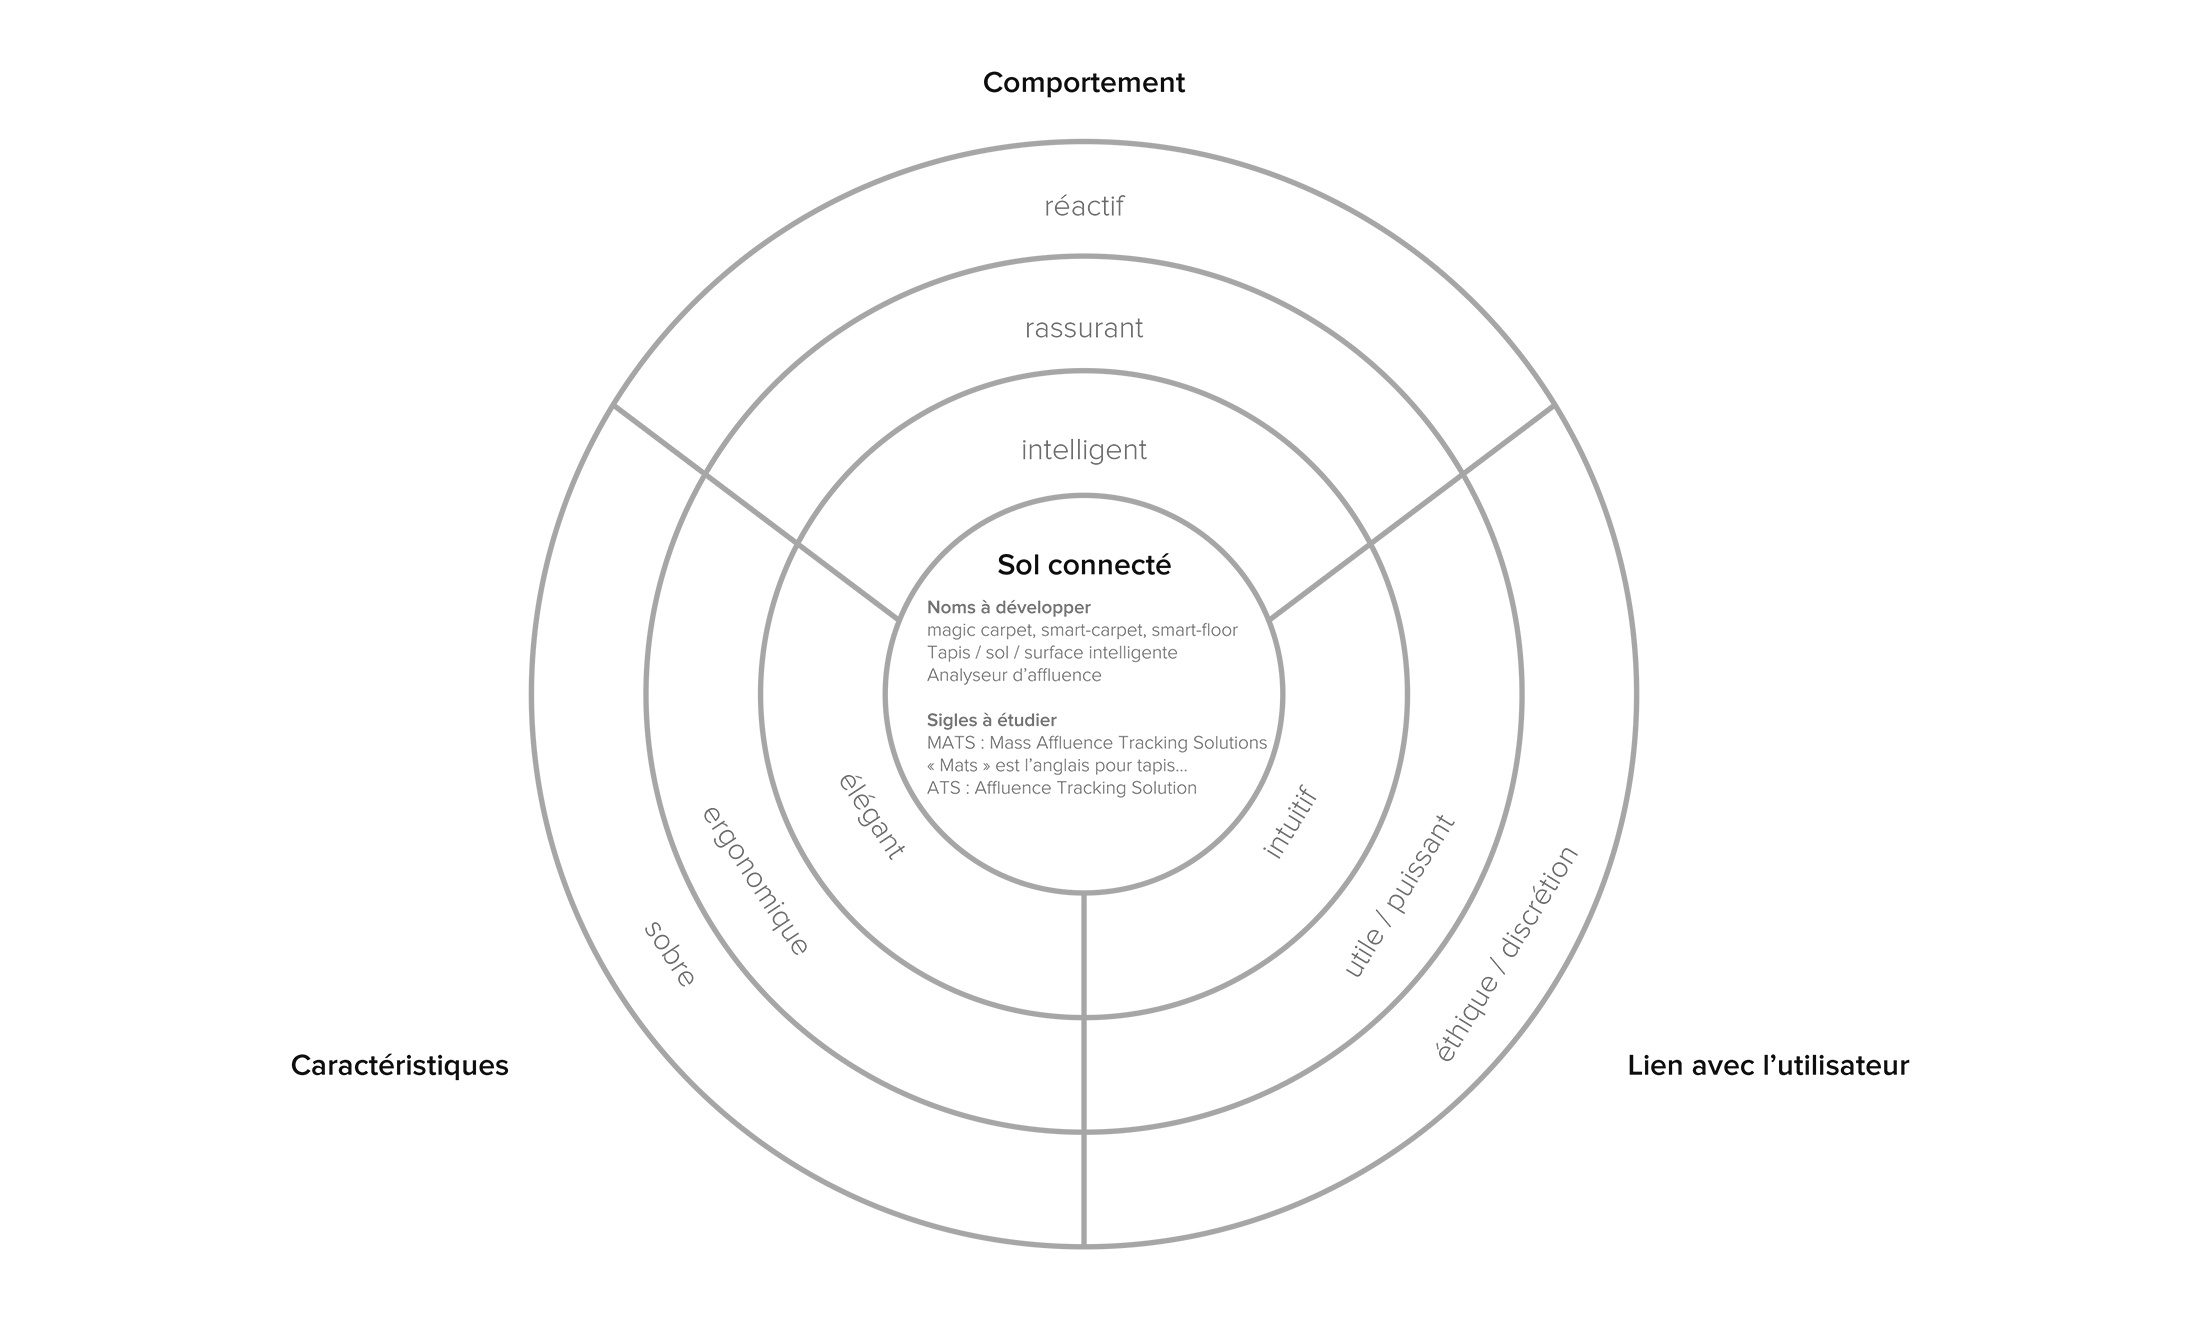 Comportement
réactif
rassurant
intelligent
Sol connecté
Noms à développer
magic carpet, smart-carpet, smart-floor
Tapis / sol / surface intelligente
Analyseur d’affluence
Sigles à étudier
MATS : Mass Affluence Tracking Solutions
« Mats » est l’anglais pour tapis...
ATS : Affluence Tracking Solution
élégant
ergonomique
sobre
intuitif
utile / puissant
éthique / discrétion
Caractéristiques
Lien avec l’utilisateur